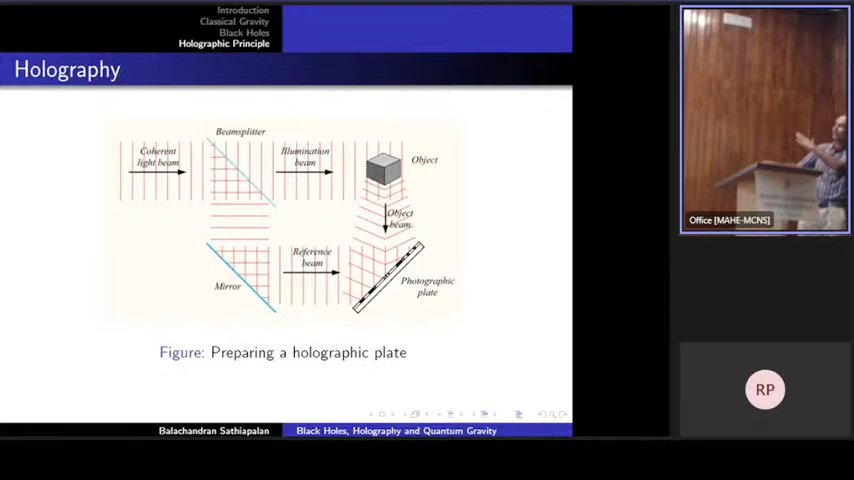 Introduction
Classical Gravity
Black Holes
Holographic Principle
Holography
Beamsplitter
Coherent
light beam
Illumination
beam
Object
Object
beam
Reference
beam
Mirror
Photographic
plate
Figure: Preparing a holographic plate
Balachandran Sathiapalan
Black Holes, Holography and Quantum Gravity
Office [MAHE-MCNS]
RP